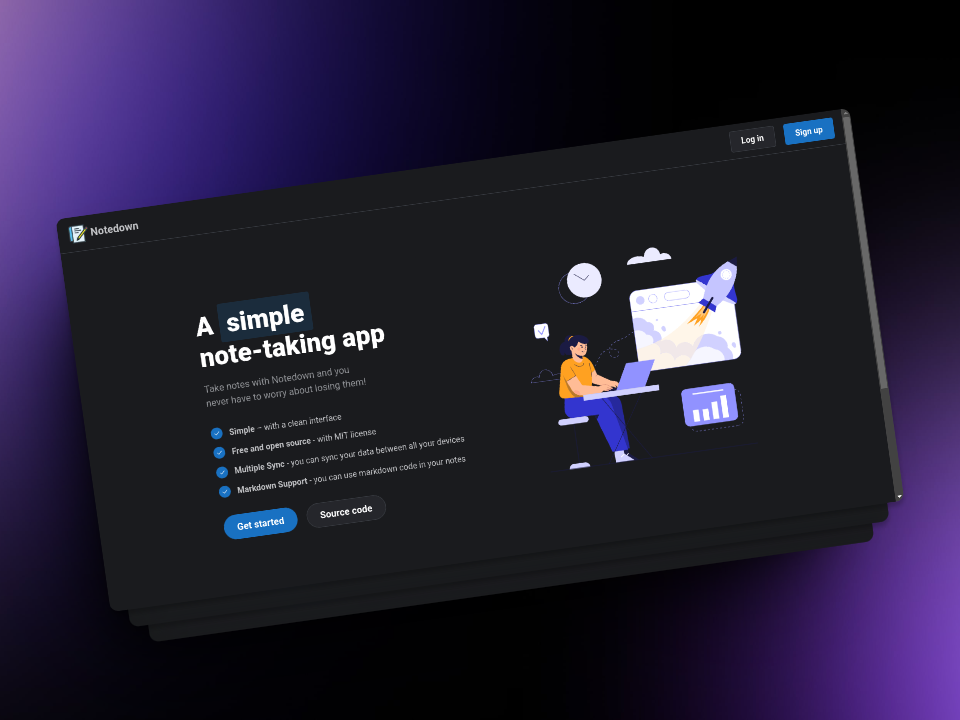 Log in
Sign up
Notedown
A simple
note-taking app
Take notes with Notedown and you
never have to worry about losing them!
Simple – with a clean interface
Free and open source - with MIT license
Multiple Sync - you can sync your data between all your devices
Markdown Support - you can use markdown code in your notes
Get started
Source code